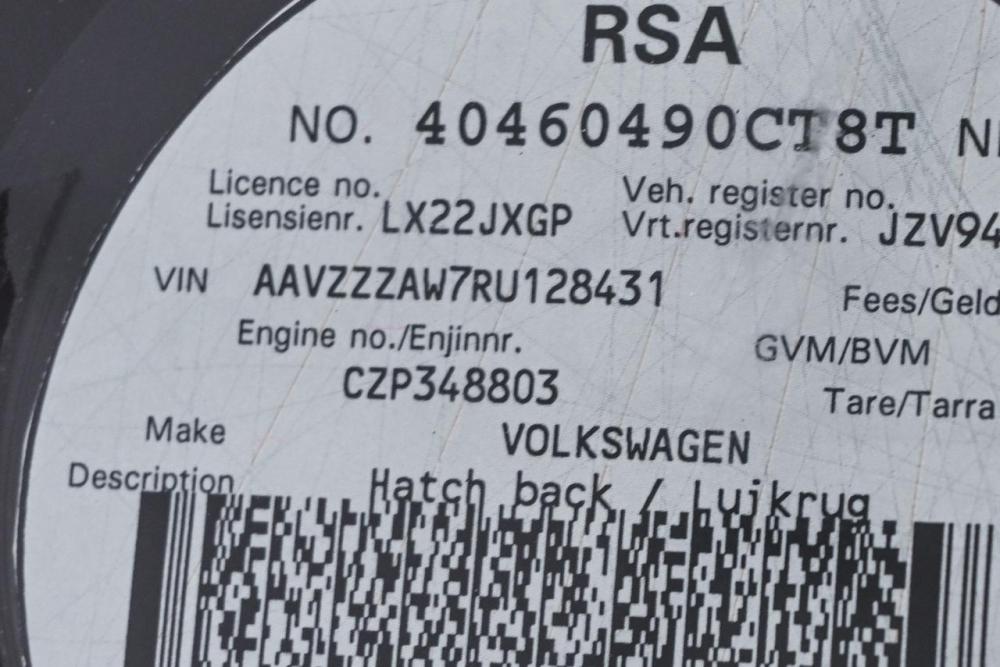 RSA
NO. 40460490CT8T
Licence no.
Lisensienr. LX22JXGP
Veh. register no.
Vrt.registernr. JZV94
VIN AAVZZZAW7RU128431
Fees/Geld
Engine no./Enjinnr.
CZP348803
GVM/BVM
Tare/Tarra
Make VOLKSWAGEN
Description Hatch back / Luikrug